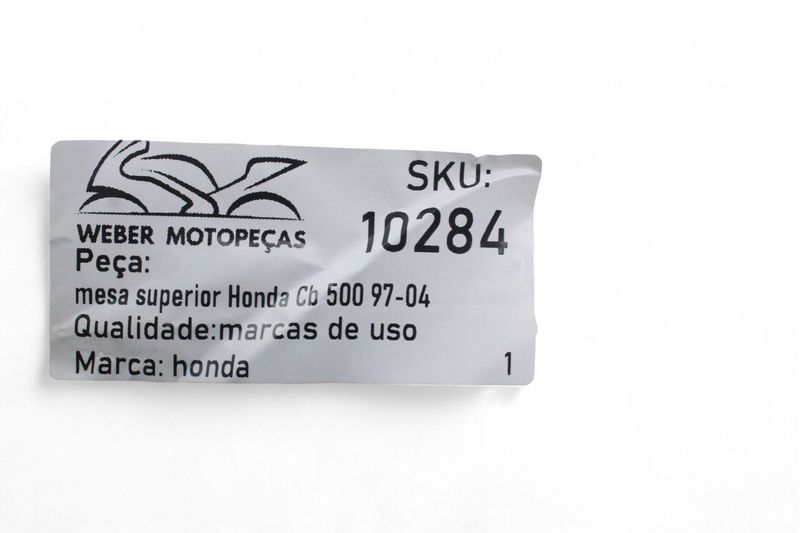 WEBER MOTOPEÇAS
SKU:
10284
Peça:
mesa superior Honda Cb 500 97-04
Qualidade:marcas de uso
Marca: honda
1